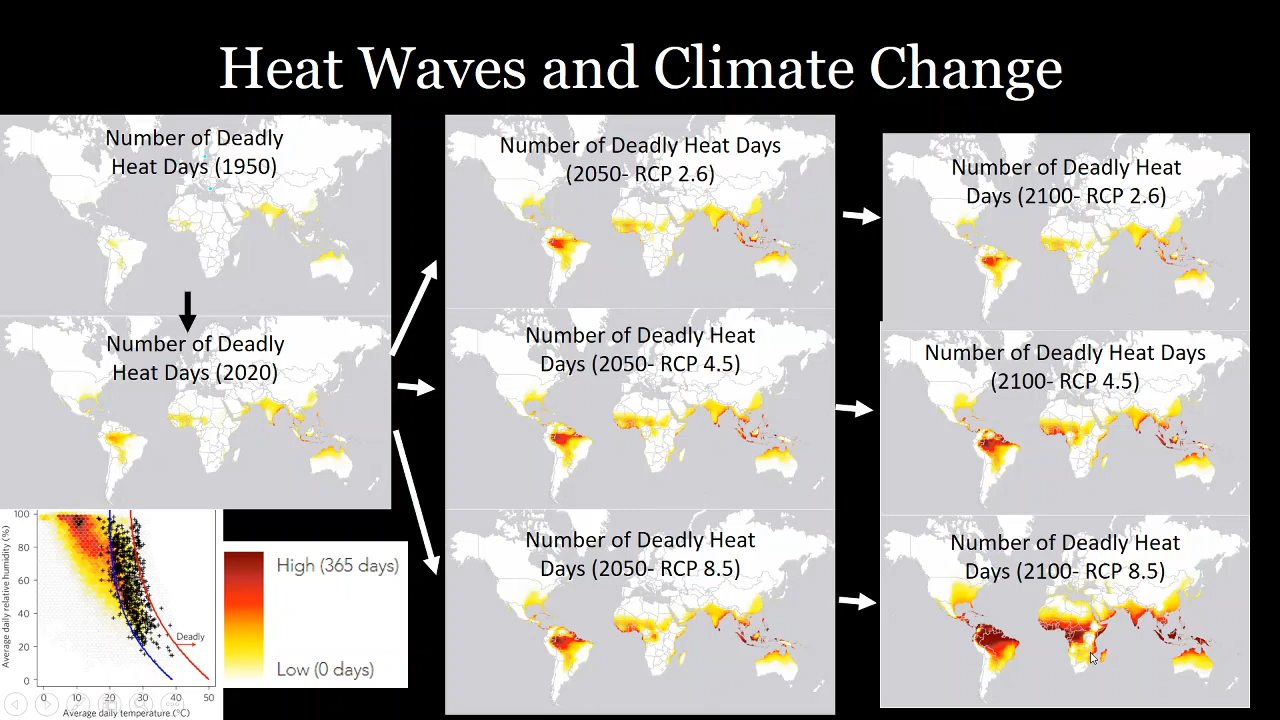 Heat Waves and Climate Change
Number of Deadly
Heat Days (1950)
Number of Deadly
Heat Days (2020)
Number of Deadly Heat Days
(2050- RCP 2.6)
Number of Deadly Heat
Days (2050- RCP 4.5)
Number of Deadly Heat
Days (2050- RCP 8.5)
Number of Deadly Heat
Days (2100- RCP 2.6)
Number of Deadly Heat Days
(2100- RCP 4.5)
Number of Deadly Heat
Days (2100- RCP 8.5)
Average daily relative humidity (%)
100
80
60
40
20
0
Deadly
0 10 20 30 40 50
Average daily temperature (°C)
High (365 days)
Low (0 days)